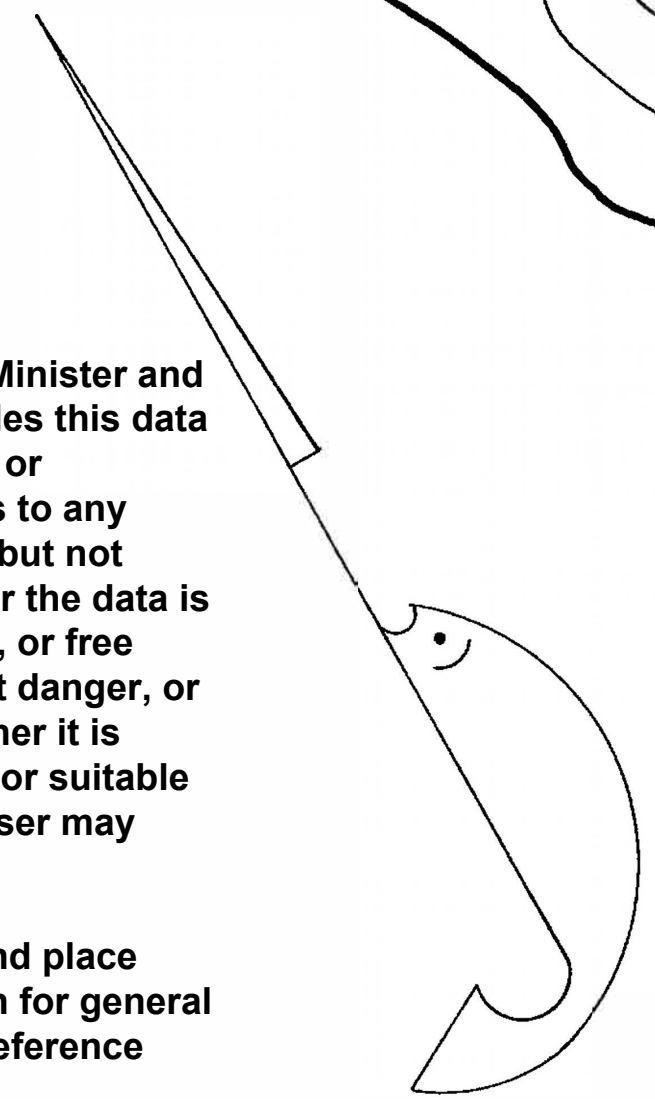 Minister and
les this data
or
s to any
but not
r the data is
, or free
t danger, or
her it is
or suitable
ser may
nd place
n for general
eference